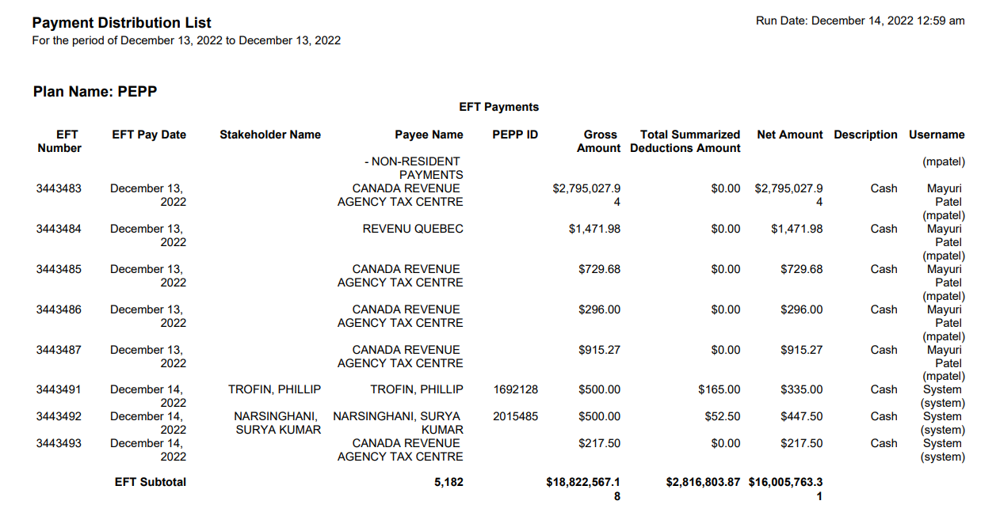 Payment Distribution List
Run Date: December 14, 2022 12:59 am
For the period of December 13, 2022 to December 13, 2022
Plan Name: PEPP
EFT Payments
EFT EFT Pay Date Stakeholder Name Payee Name PEPP ID Gross Total Summarized Net Amount Description Username
Number Amount Deductions Amount
- NON-RESIDENT (mpatel)
PAYMENTS
3443483 December 13, CANADA REVENUE $2,795,027.9 $0.00 $2,795,027.9 Cash Mayuri
2022 AGENCY TAX CENTRE 4 4 Patel
(mpatel)
3443484 December 13, REVENU QUEBEC $1,471.98 $0.00 $1,471.98 Cash Mayuri
2022 Patel
(mpatel)
3443485 December 13, CANADA REVENUE $729.68 $0.00 $729.68 Cash Mayuri
2022 AGENCY TAX CENTRE Patel
(mpatel)
3443486 December 13, CANADA REVENUE $296.00 $0.00 $296.00 Cash Mayuri
2022 AGENCY TAX CENTRE Patel
(mpatel)
3443487 December 13, CANADA REVENUE $915.27 $0.00 $915.27 Cash Mayuri
2022 AGENCY TAX CENTRE Patel
(mpatel)
3443491 December 14, TROFIN, PHILLIP TROFIN, PHILLIP 1692128 $500.00 $165.00 $335.00 Cash System
2022 (system)
3443492 December 14, NARSINGHANI, NARSINGHANI, SURYA 2015485 $500.00 $52.50 $447.50 Cash System
2022 SURYA KUMAR KUMAR (system)
3443493 December 14, CANADA REVENUE $217.50 $0.00 $217.50 Cash System
2022 AGENCY TAX CENTRE (system)
EFT Subtotal 5,182 $18,822,567.1 $2,816,803.87 $16,005,763.3
8 1